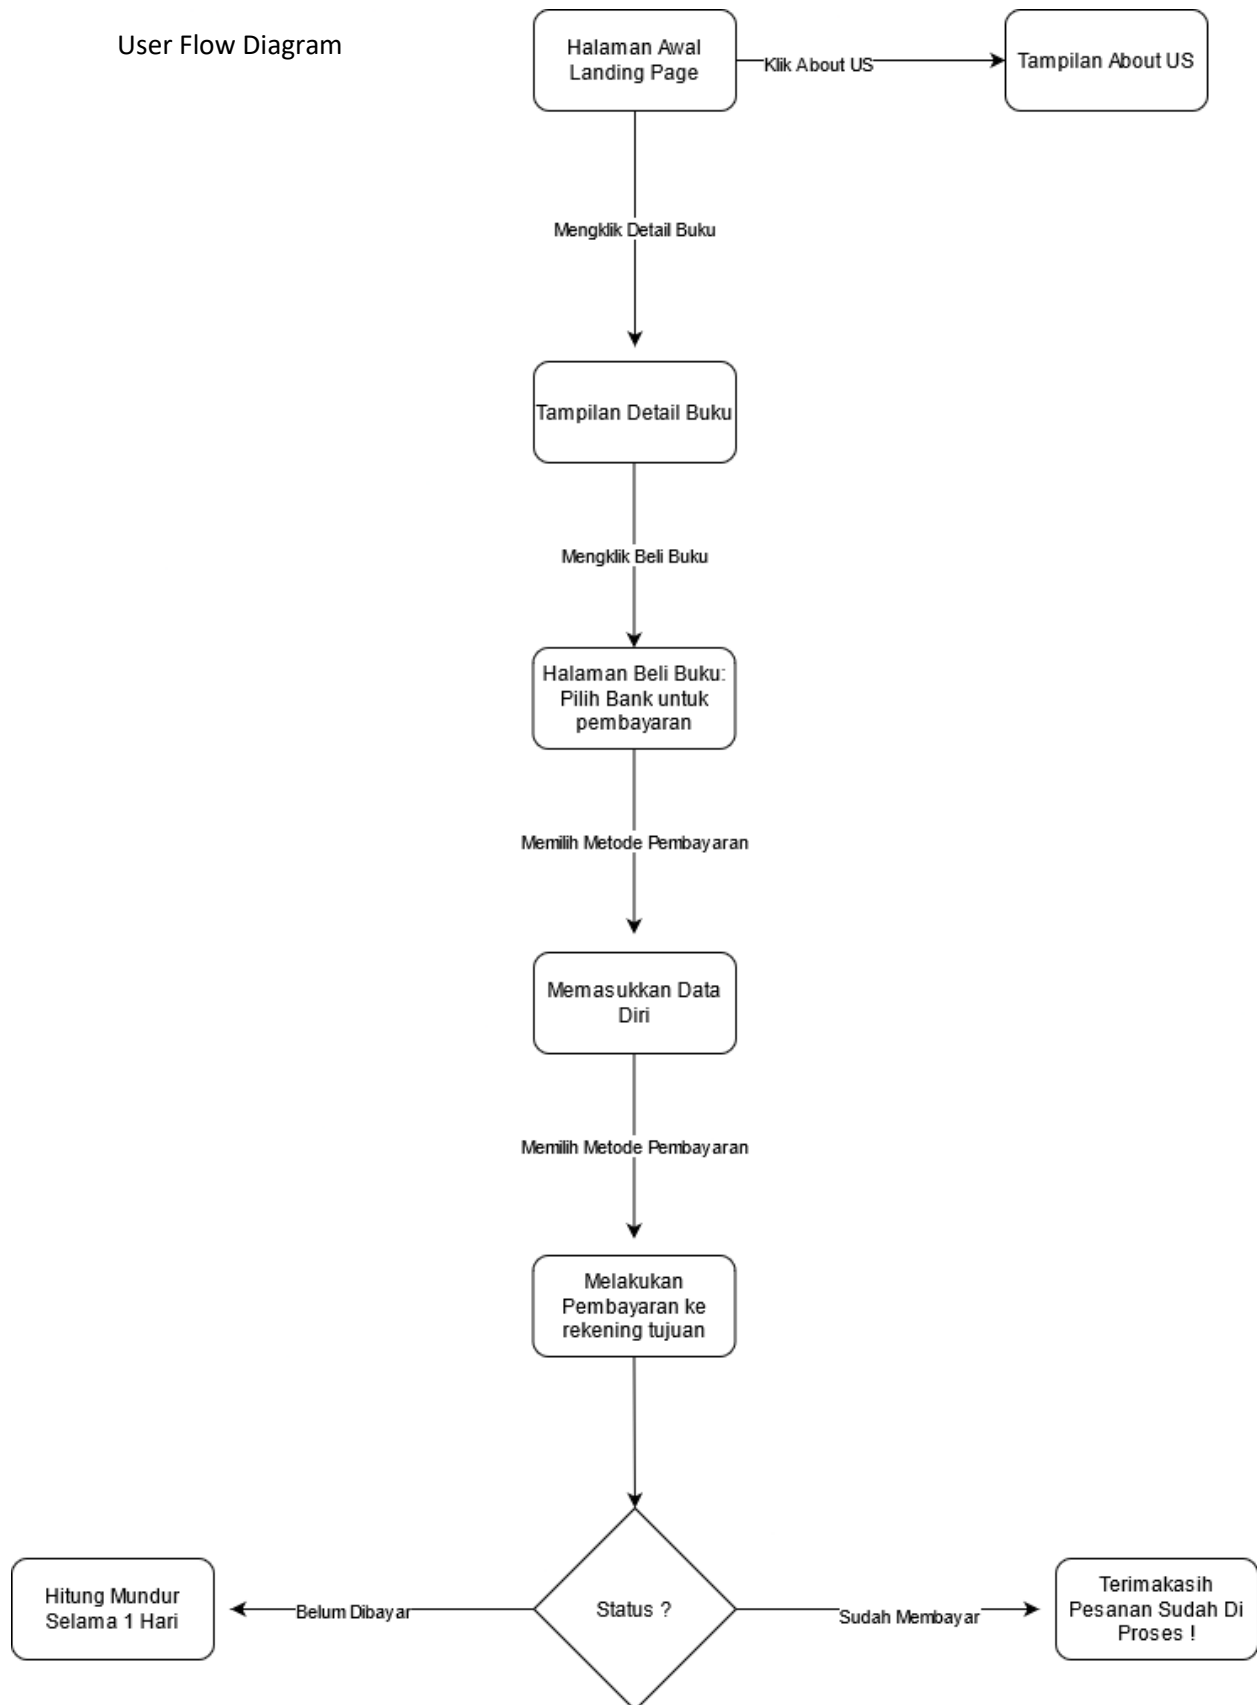 User Flow Diagram
Halaman Awal
Landing Page
Klik About US
Tampilan About US
Mengklik Detail Buku
Tampilan Detail Buku
Mengklik Beli Buku
Halaman Beli Buku:
Pilih Bank untuk
pembayaran
Memilih Metode Pembayaran
Memasukkan Data
Diri
Memilih Metode Pembayaran
Melakukan
Pembayaran ke
rekening tujuan
Status ?
Belum Dibayar
Hitung Mundur
Selama 1 Hari
Sudah Membayar
Terimakasih
Pesanan Sudah Di
Proses !